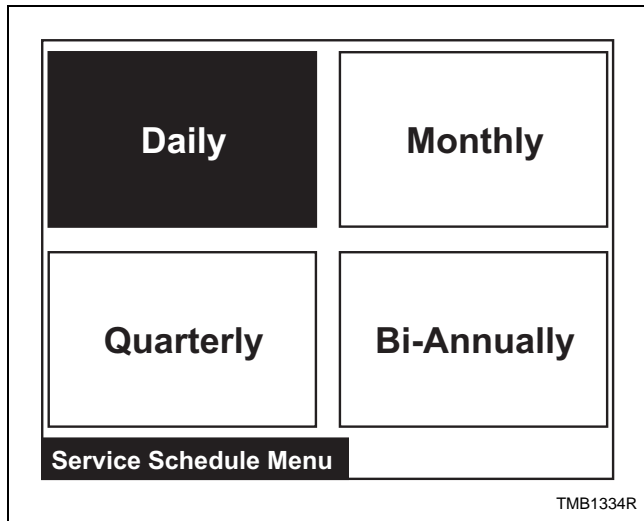 Daily Monthly
Quarterly Bi-Annually
Service Schedule Menu
TMB1334R